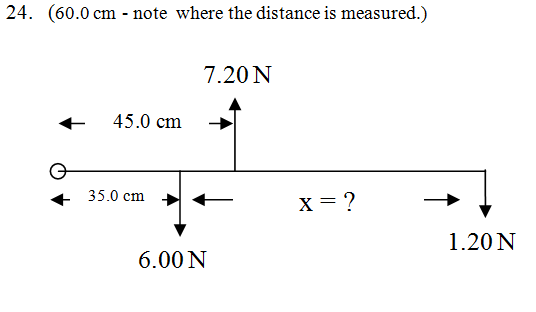 24. (60.0 cm - note where the distance is measured.)
7.20 N
45.0 cm
35.0 cm
x = ?
1.20 N
6.00 N